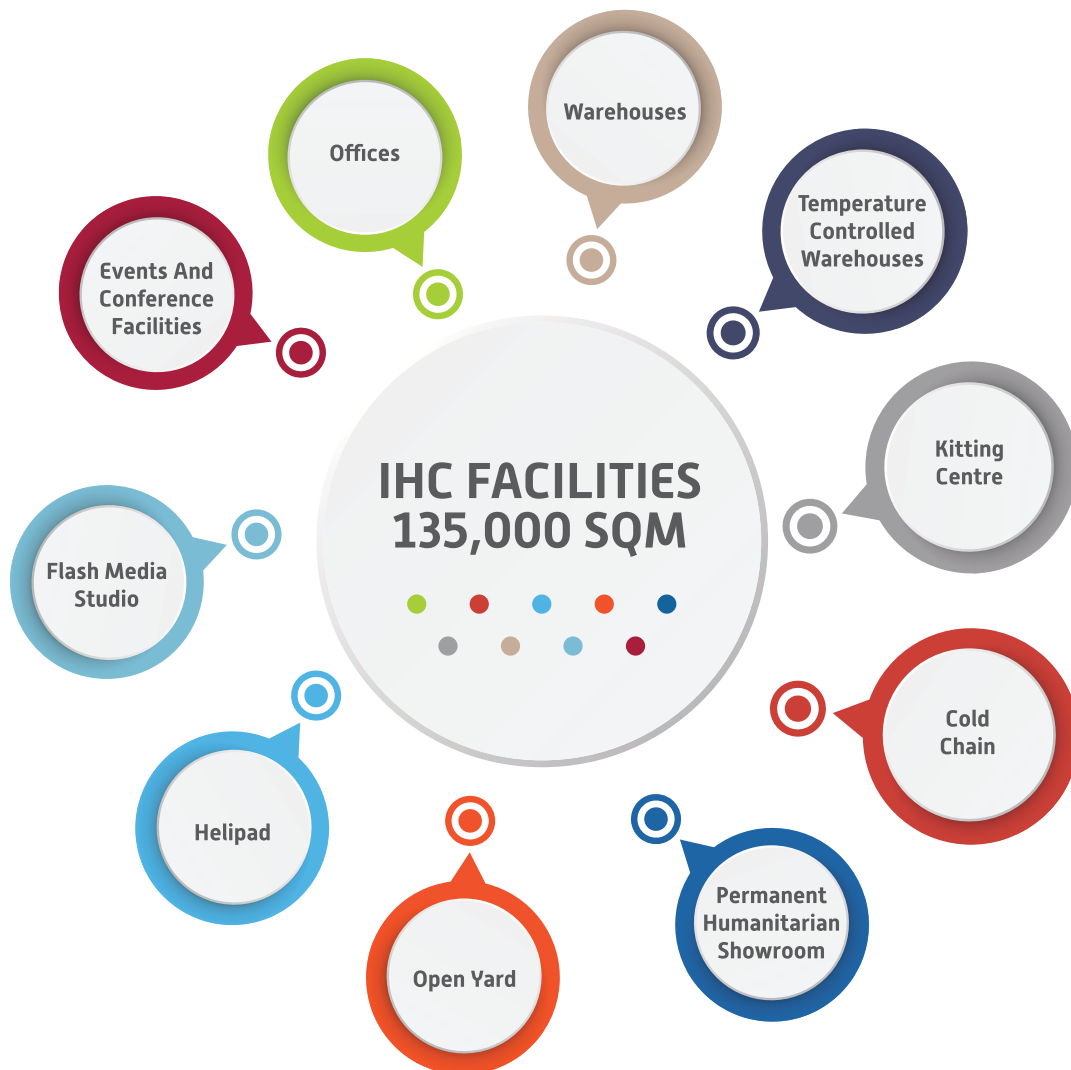 Warehouses
Offices
Temperature
Controlled
Warehouses
Events And
Conference
Facilities
Kitting
Centre
IHC FACILITIES
135,000 SQM
Flash Media
Studio
Cold
Chain
Helipad
Permanent
Humanitarian
Showroom
Open Yard